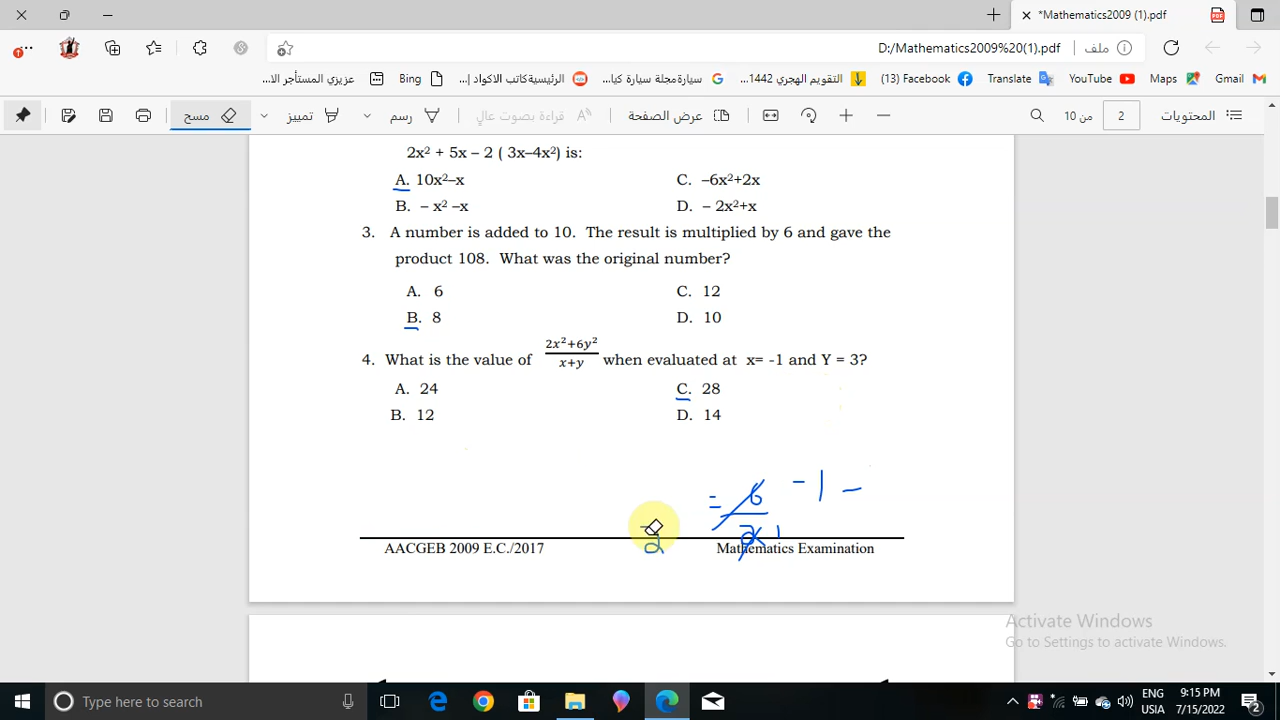 *Mathematics2009 (1).pdf
D:/Mathematics2009%20(1).pdf
ملف
عزيزي المستأجر الا...
Bing
الرئيسيةكاتب الاكواد إ...
سيارةمجلة سيارة كيا...
التقويم الهجري 1442...
(13) Facebook
Translate
YouTube
Maps
Gmail
مسح
تمييز
رسم
قراءة بصوت عالٍ
عرض الصفحة
من 10
2
المحتويات
2x² + 5x – 2 ( 3x–4x²) is:
A. 10x²–x
C. –6x²+2x
B. – x² –x
D. – 2x²+x
3. A number is added to 10. The result is multiplied by 6 and gave the
product 108. What was the original number?
A. 6
C. 12
B. 8
D. 10
4. What is the value of 2x²+6y² / x+y when evaluated at x= -1 and Y = 3?
A. 24
C. 28
B. 12
D. 14
= 6 - 1 -
2
AACGEB 2009 E.C./2017
Mathematics Examination
Activate Windows
Go to Settings to activate Windows.
Type here to search
ENG
USIA
9:15 PM
7/15/2022
2